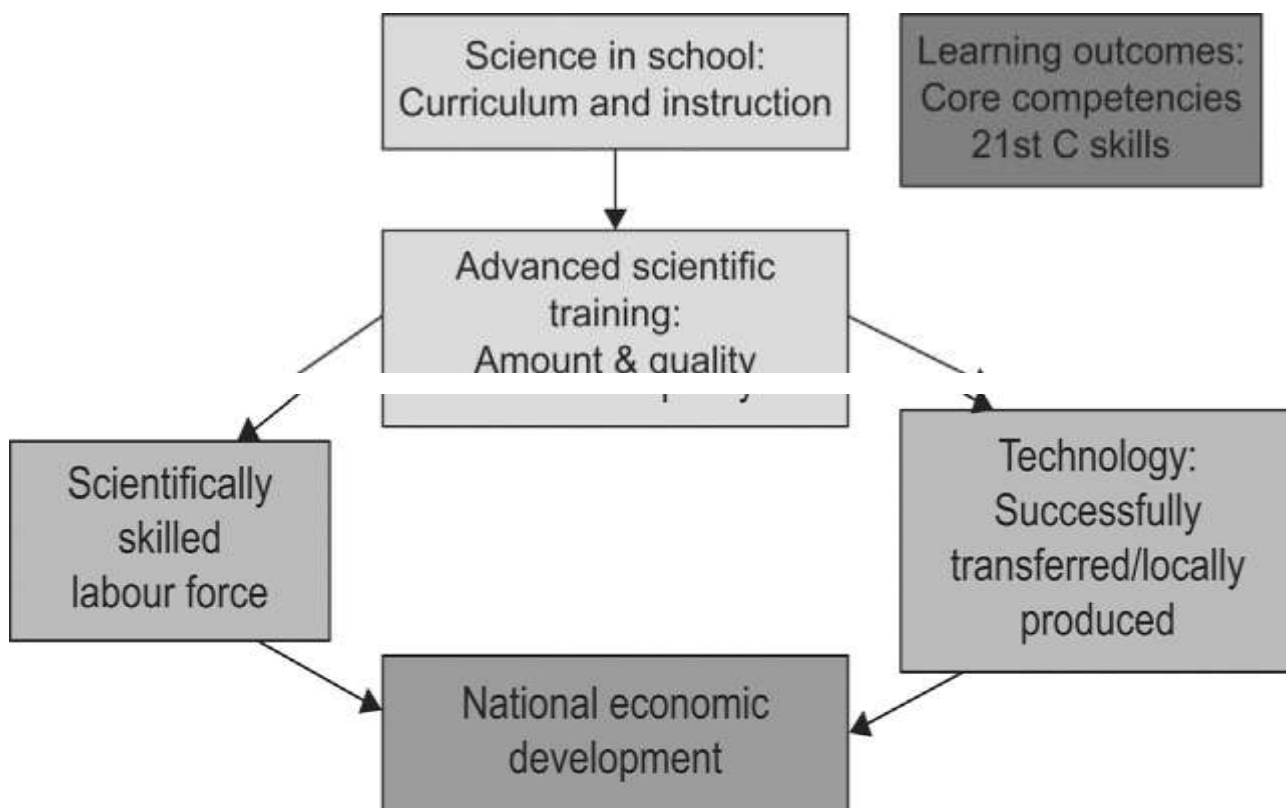 Science in school:
Curriculum and instruction
Learning outcomes:
Core competencies
21st C skills
Advanced scientific
training:
Amount & quality
Scientifically
skilled
labour force
Technology:
Successfully
transferred/locally
produced
National economic
development